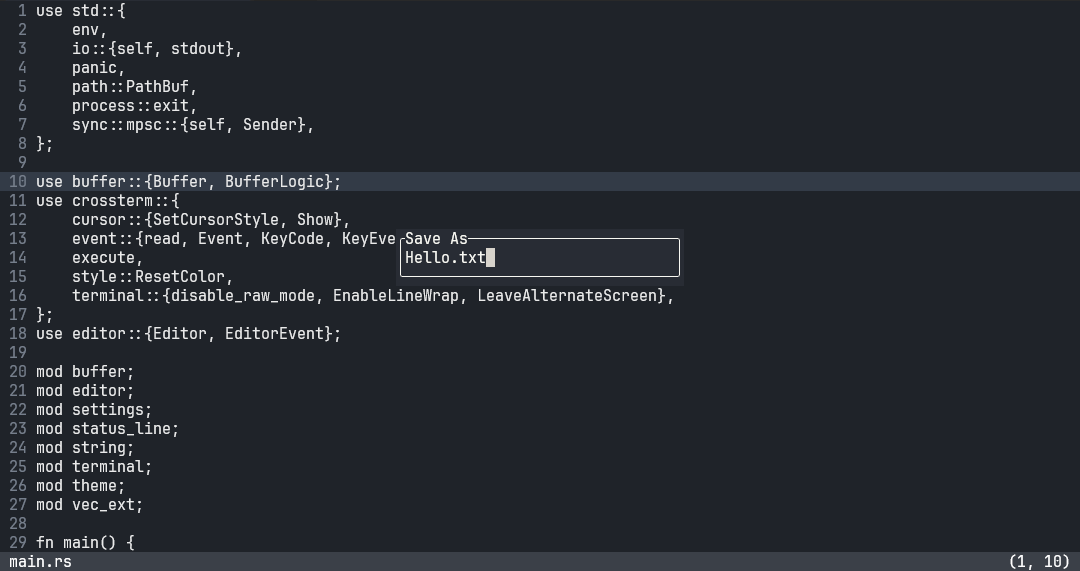 1 use std::{
2     env,
3     io::{self, stdout},
4     panic,
5     path::PathBuf,
6     process::exit,
7     sync::mpsc::{self, Sender},
8 };
9
10 use buffer::{Buffer, BufferLogic};
11 use crossterm::{
12     cursor::{SetCursorStyle, Show},
13     event::{read, Event, KeyCode, KeyEve
Save As
14     execute,
Hello.txt
15     style::ResetColor,
16     terminal::{disable_raw_mode, EnableLineWrap, LeaveAlternateScreen},
17 };
18 use editor::{Editor, EditorEvent};
19
20 mod buffer;
21 mod editor;
22 mod settings;
23 mod status_line;
24 mod string;
25 mod terminal;
26 mod theme;
27 mod vec_ext;
28
29 fn main() {
main.rs (1, 10)